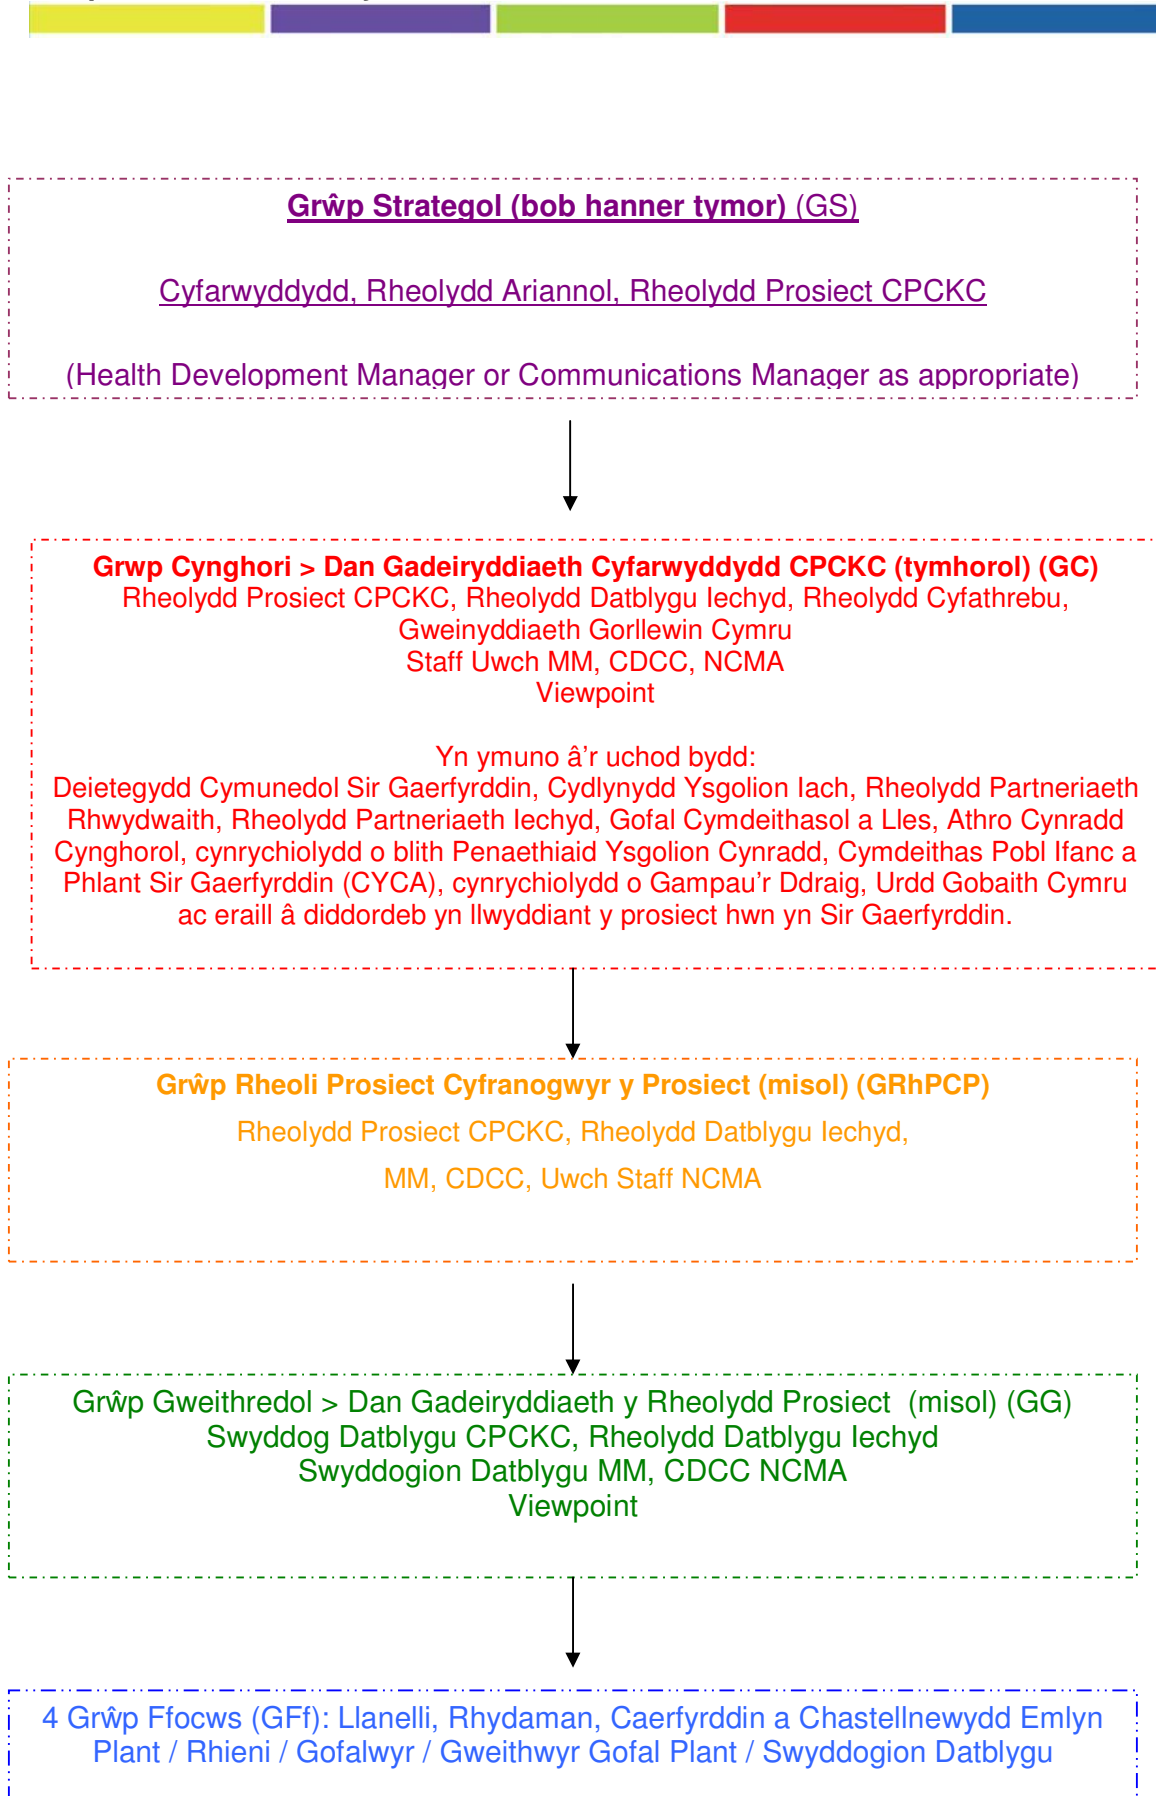 Grŵp Strategol (bob hanner tymor) (GS)
Cyfarwyddydd, Rheolydd Ariannol, Rheolydd Prosiect CPCKC
(Health Development Manager or Communications Manager as appropriate)
Grwp Cynghori > Dan Gadeiryddiaeth Cyfarwyddydd CPCKC (tymhorol) (GC)
Rheolydd Prosiect CPCKC, Rheolydd Datblygu Iechyd, Rheolydd Cyfathrebu,
Gweinyddiaeth Gorllewin Cymru
Staff Uwch MM, CDCC, NCMA
Viewpoint
Yn ymuno â'r uchod bydd:
Deietegydd Cymunedol Sir Gaerfyrddin, Cydlynydd Ysgolion Iach, Rheolydd Partneriaeth
Rhwydwaith, Rheolydd Partneriaeth Iechyd, Gofal Cymdeithasol a Lles, Athro Cynradd
Cynghorol, cynrychiolydd o blith Penaethiaid Ysgolion Cynradd, Cymdeithas Pobl Ifanc a
Phlant Sir Gaerfyrddin (CYCA), cynrychiolydd o Gampau'r Ddraig, Urdd Gobaith Cymru
ac eraill â diddordeb yn llwyddiant y prosiect hwn yn Sir Gaerfyrddin.
Grŵp Rheoli Prosiect Cyfranogwyr y Prosiect (misol) (GRhPCP)
Rheolydd Prosiect CPCKC, Rheolydd Datblygu Iechyd,
MM, CDCC, Uwch Staff NCMA
Grŵp Gweithredol > Dan Gadeiryddiaeth y Rheolydd Prosiect (misol) (GG)
Swyddog Datblygu CPCKC, Rheolydd Datblygu Iechyd
Swyddogion Datblygu MM, CDCC NCMA
Viewpoint
4 Grŵp Ffocws (GFf): Llanelli, Rhydaman, Caerfyrddin a Chastellnewydd Emlyn
Plant / Rhieni / Gofalwyr / Gweithwyr Gofal Plant / Swyddogion Datblygu